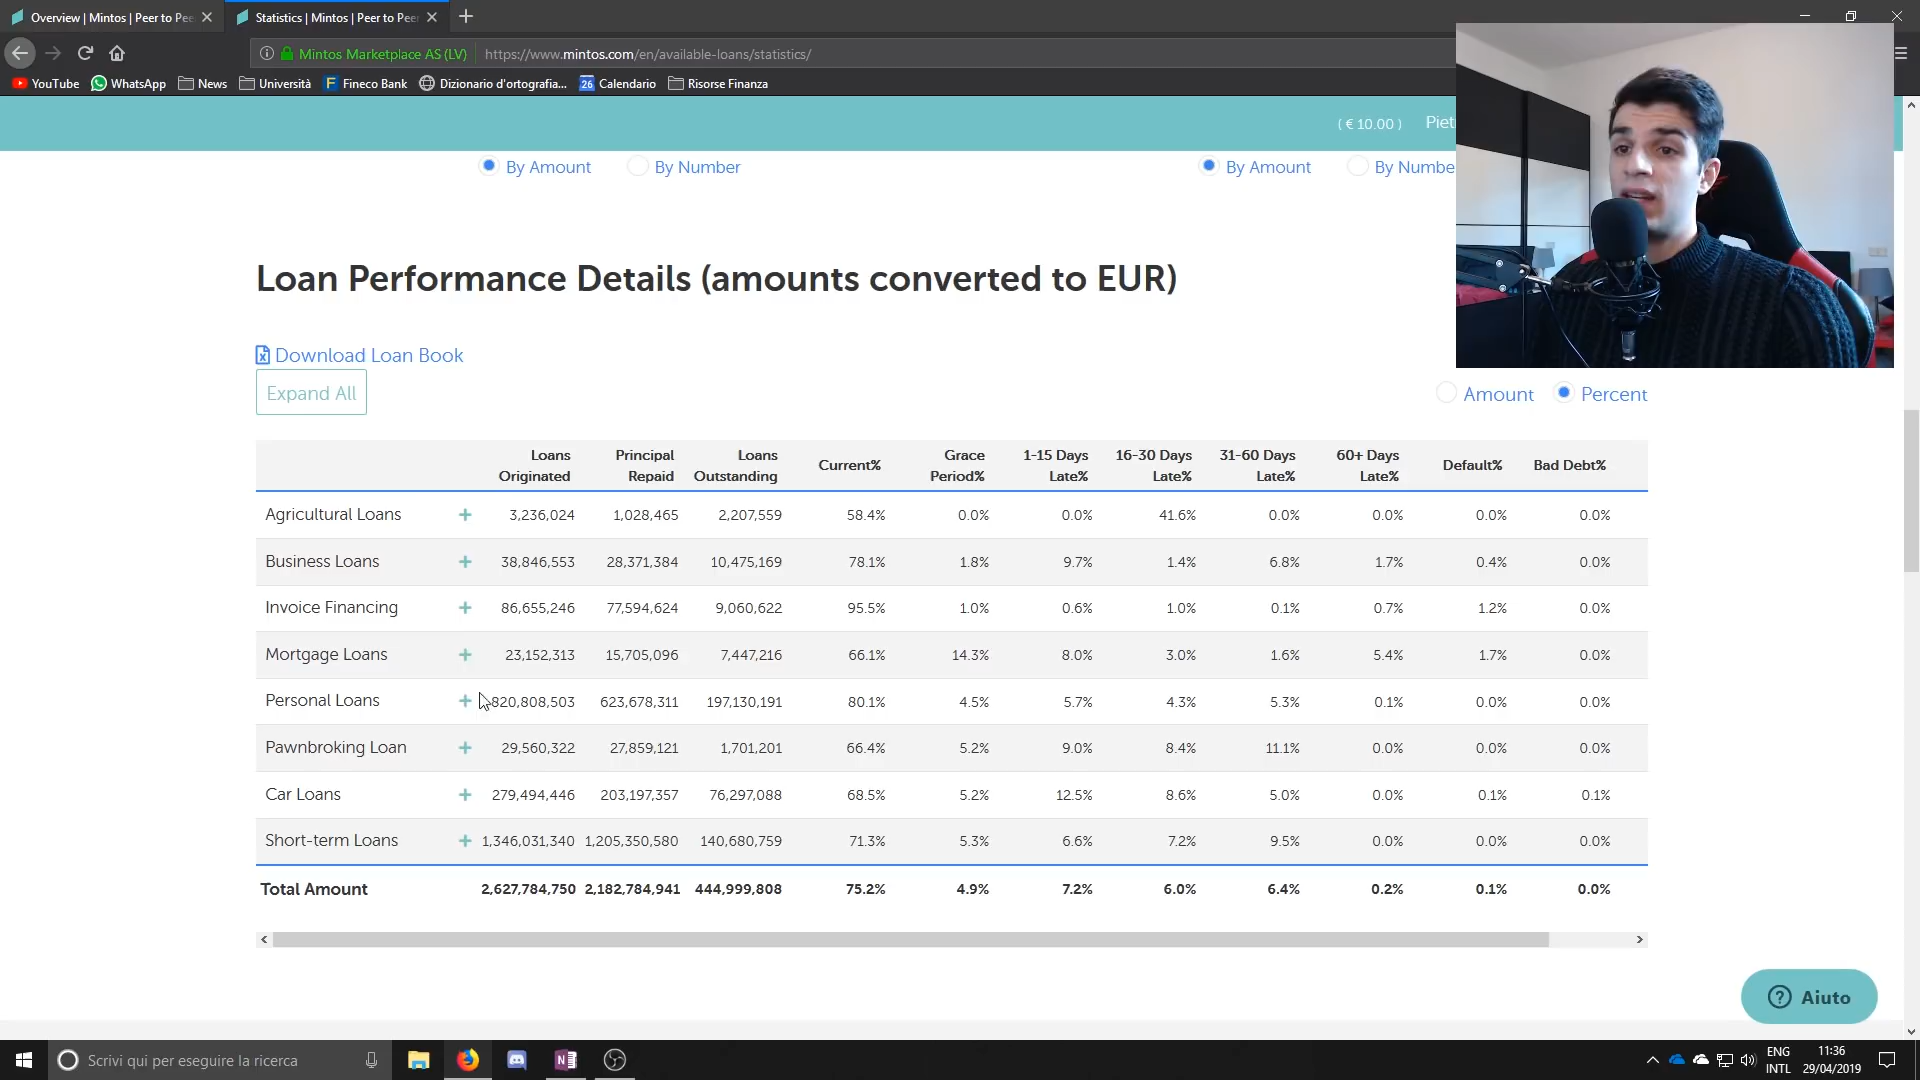 Overview | Mintos | Peer to Pee
Statistics | Mintos | Peer to Peer
Mintos Marketplace AS (LV)
https://www.mintos.com/en/available-loans/statistics/
YouTube
WhatsApp
News
Università
Fineco Bank
Dizionario d'ortografia...
26 Calendario
Risorse Finanza
( € 10.00 ) Piet
By Amount By Number
By Amount By Numbe
Loan Performance Details (amounts converted to EUR)
Download Loan Book
Expand All
Amount Percent
Loans Originated Principal Repaid Loans Outstanding Current% Grace Period% 1-15 Days Late% 16-30 Days Late% 31-60 Days Late% 60+ Days Late% Default% Bad Debt%
Agricultural Loans + 3,236,024 1,028,465 2,207,559 58.4% 0.0% 0.0% 41.6% 0.0% 0.0% 0.0% 0.0%
Business Loans + 38,846,553 28,371,384 10,475,169 78.1% 1.8% 9.7% 1.4% 6.8% 1.7% 0.4% 0.0%
Invoice Financing + 86,655,246 77,594,624 9,060,622 95.5% 1.0% 0.6% 1.0% 0.1% 0.7% 1.2% 0.0%
Mortgage Loans + 23,152,313 15,705,096 7,447,216 66.1% 14.3% 8.0% 3.0% 1.6% 5.4% 1.7% 0.0%
Personal Loans + 820,808,503 623,678,311 197,130,191 80.1% 4.5% 5.7% 4.3% 5.3% 0.1% 0.0% 0.0%
Pawnbroking Loan + 29,560,322 27,859,121 1,701,201 66.4% 5.2% 9.0% 8.4% 11.1% 0.0% 0.0% 0.0%
Car Loans + 279,494,446 203,197,357 76,297,088 68.5% 5.2% 12.5% 8.6% 5.0% 0.0% 0.1% 0.1%
Short-term Loans + 1,346,031,340 1,205,350,580 140,680,759 71.3% 5.3% 6.6% 7.2% 9.5% 0.0% 0.0% 0.0%
Total Amount 2,627,784,750 2,182,784,941 444,999,808 75.2% 4.9% 7.2% 6.0% 6.4% 0.2% 0.1% 0.0%
Aiuto
Scrivi qui per eseguire la ricerca
ENG
INTL
11:36
29/04/2019